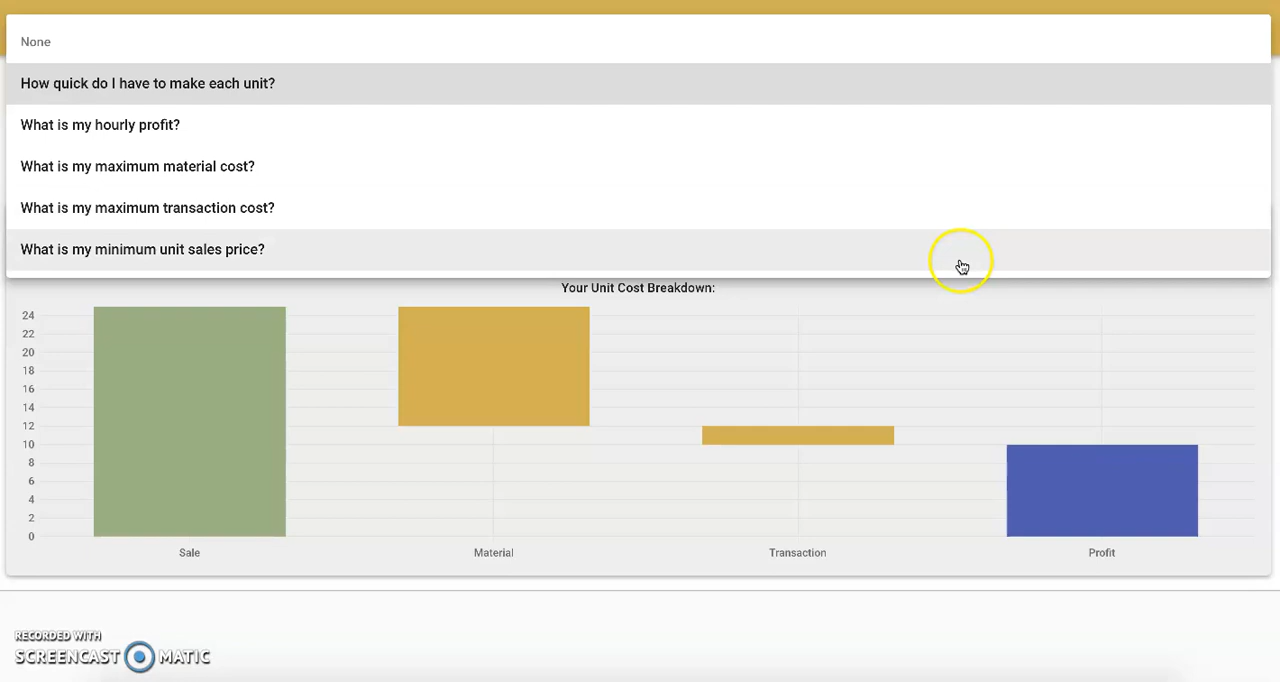 None
How quick do I have to make each unit?
What is my hourly profit?
What is my maximum material cost?
What is my maximum transaction cost?
What is my minimum unit sales price?
Your Unit Cost Breakdown:
24
22
20
18
16
14
12
10
8
6
4
2
0
Sale Material Transaction Profit
RECORDED WITH
SCREENCAST MATIC